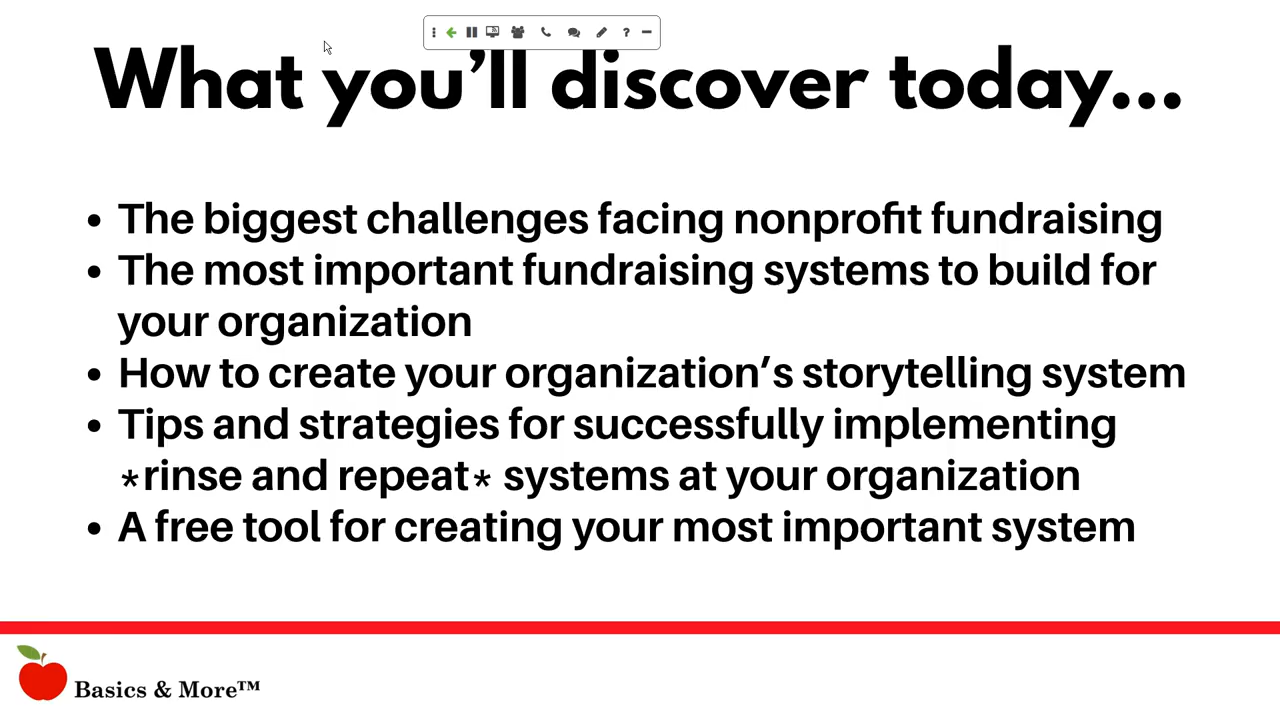 What you’ll discover today...
• The biggest challenges facing nonprofit fundraising
• The most important fundraising systems to build for
your organization
• How to create your organization’s storytelling system
• Tips and strategies for successfully implementing
*rinse and repeat* systems at your organization
• A free tool for creating your most important system
Basics & More™